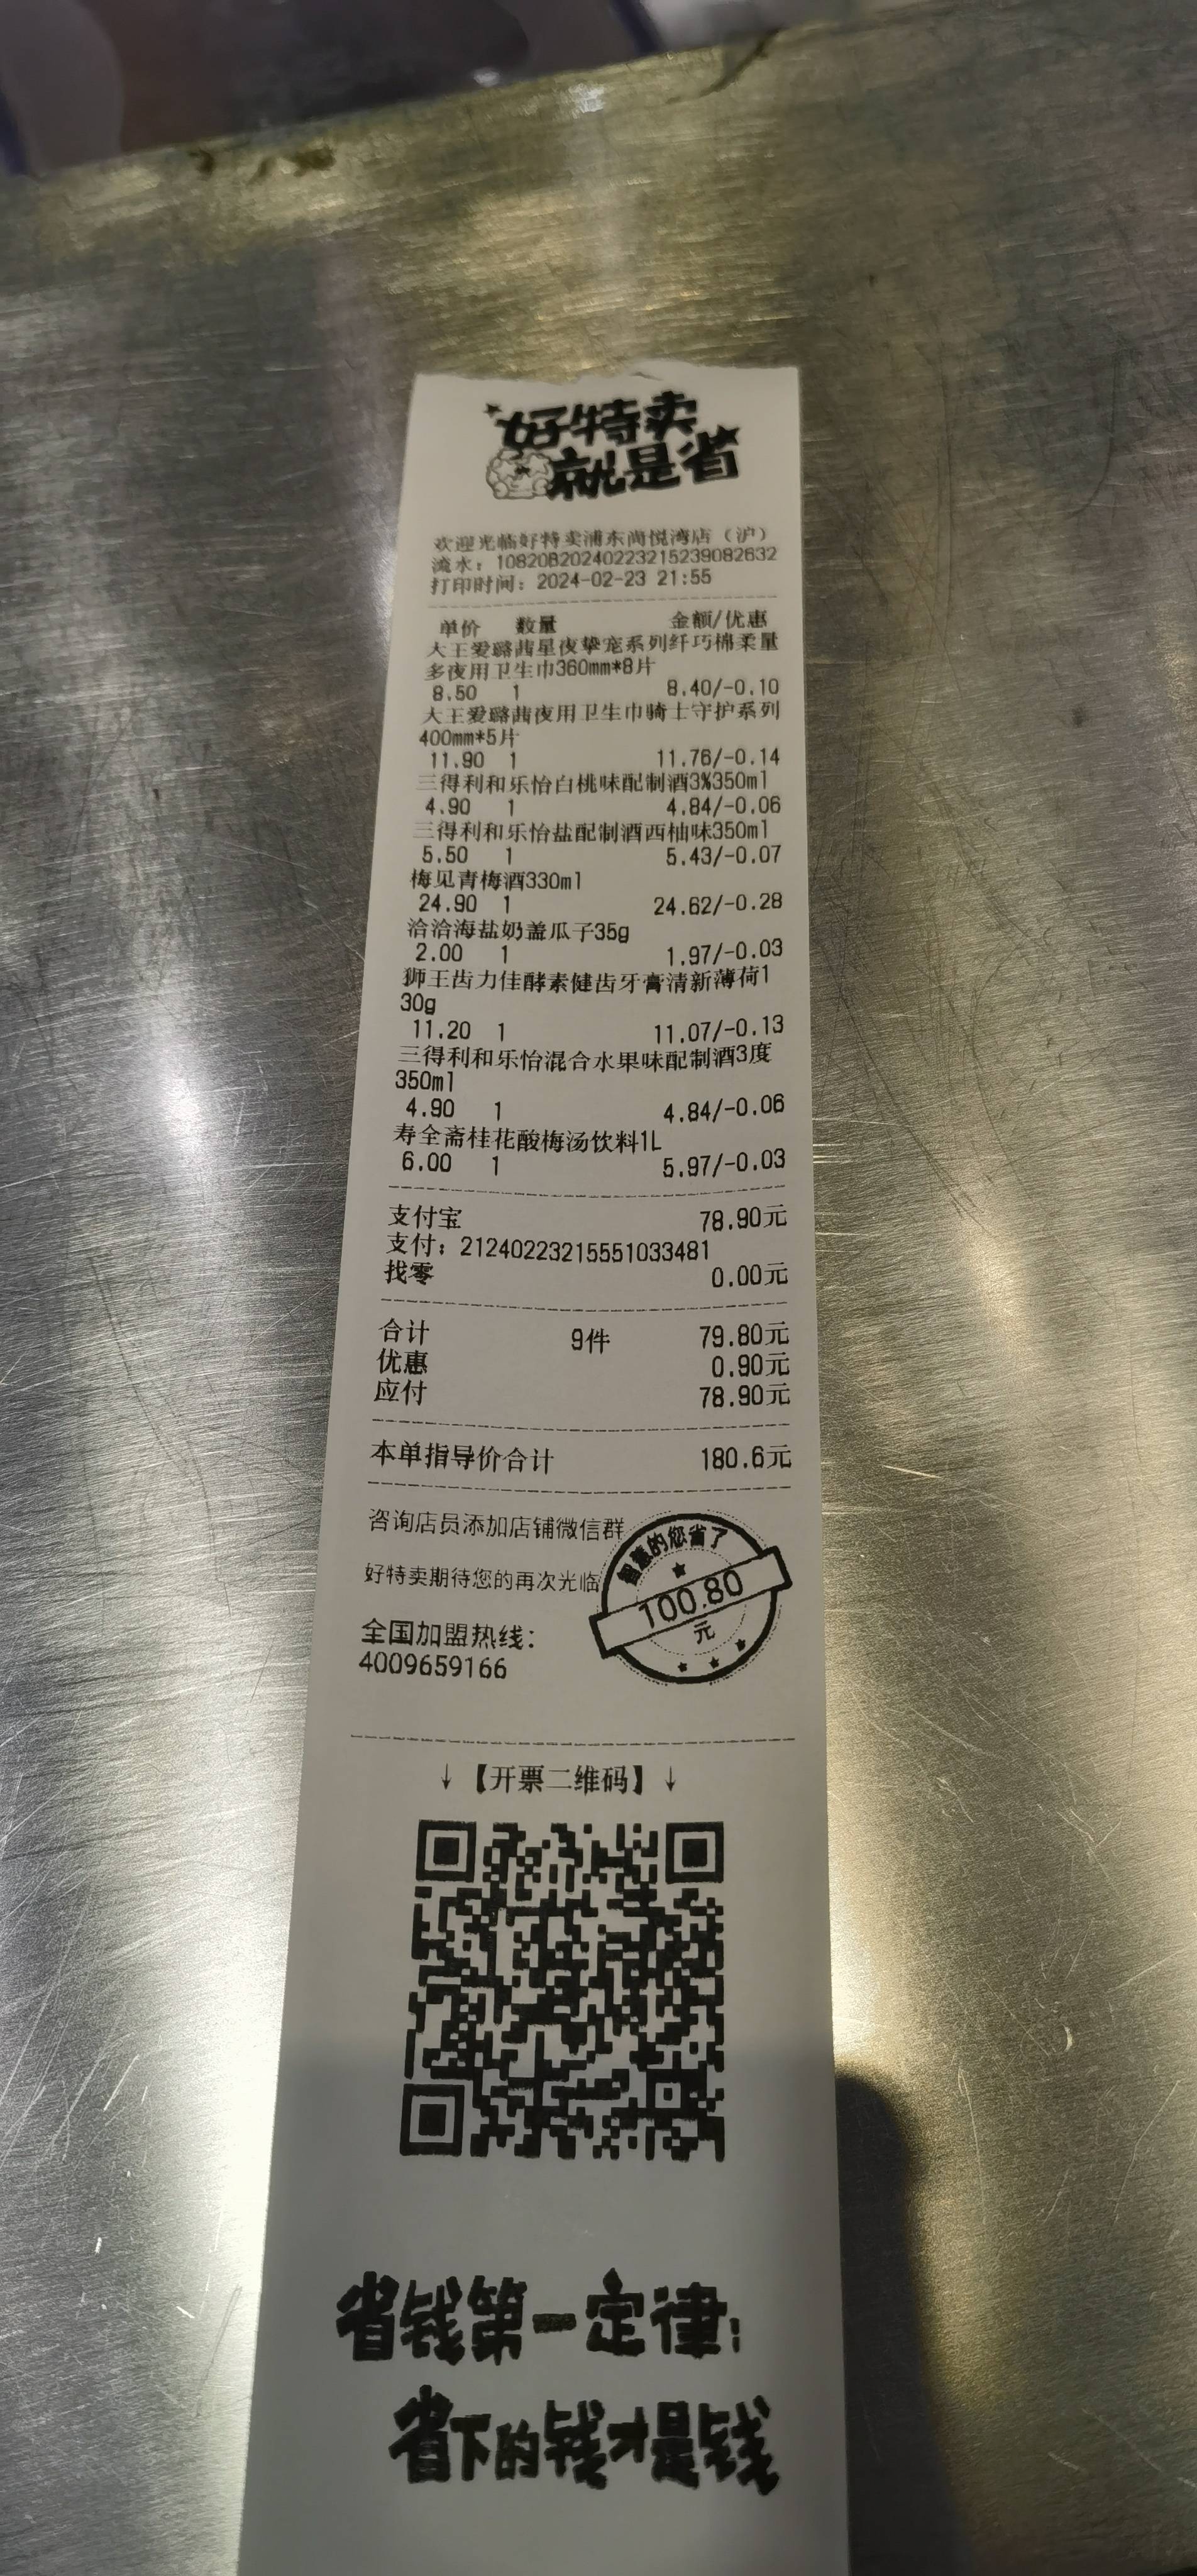 好特卖
就是省
欢迎光临好特卖浦东尚悦湾店（沪）
流水：10820820240223215239082632
打印时间：2024-02-23 21:55
单价 数量 金额/优惠
大王爱璐茜星夜挚宠系列纤巧棉柔量
多夜用卫生巾360mm*8片
8.50 1 8.40/-0.10
大王爱璐茜夜用卫生巾骑士守护系列
400mm*5片
11.90 1 11.76/-0.14
三得利和乐怡白桃味配制酒3%350ml
4.90 1 4.84/-0.06
三得利和乐怡盐配制酒西柚味350ml
5.50 1 5.43/-0.07
梅见青梅酒330ml
24.90 1 24.62/-0.28
洽洽海盐奶盖瓜子35g
2.00 1 1.97/-0.03
狮王齿力佳酵素健齿牙膏清新薄荷1
30g
11.20 1 11.07/-0.13
三得利和乐怡混合水果味配制酒3度
350ml
4.90 1 4.84/-0.06
寿全斋桂花酸梅汤饮料1L
6.00 1 5.97/-0.03
支付宝 78.90元
支付：21240223215551033481
找零 0.00元
合计 9件 79.80元
优惠 0.90元
应付 78.90元
本单指导价合计 180.6元
咨询店员添加店铺微信群
好特卖期待您的再次光临
全国加盟热线：
4009659166
智慧的您省了
100.80
元
↓【开票二维码】↓
省钱第一定律：
省下的钱才是钱